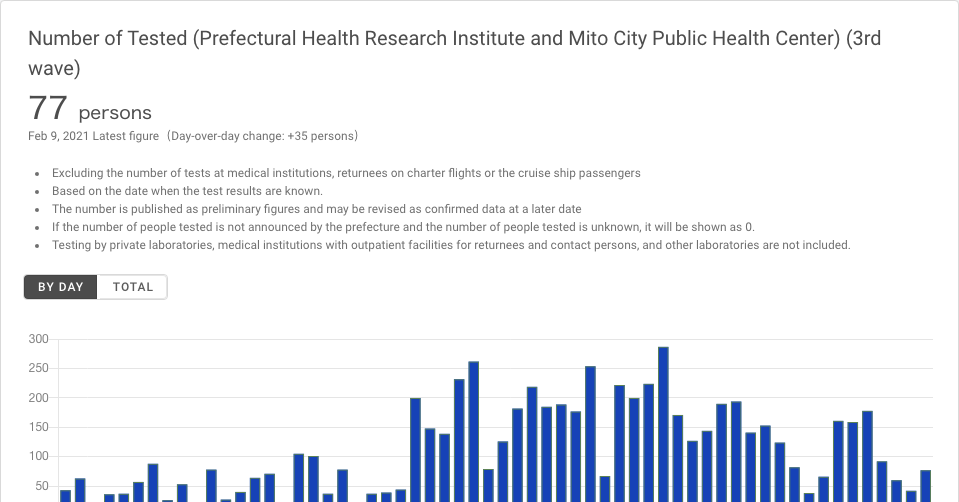 Number of Tested (Prefectural Health Research Institute and Mito City Public Health Center) (3rd
wave)
77 persons
Feb 9, 2021 Latest figure (Day-over-day change: +35 persons)
• Excluding the number of tests at medical institutions, returnees on charter flights or the cruise ship passengers
• Based on the date when the test results are known.
• The number is published as preliminary figures and may be revised as confirmed data at a later date
• If the number of people tested is not announced by the prefecture and the number of people tested is unknown, it will be shown as 0.
• Testing by private laboratories, medical institutions with outpatient facilities for returnees and contact persons, and other laboratories are not included.
BY DAY TOTAL
300
250
200
150
100
50